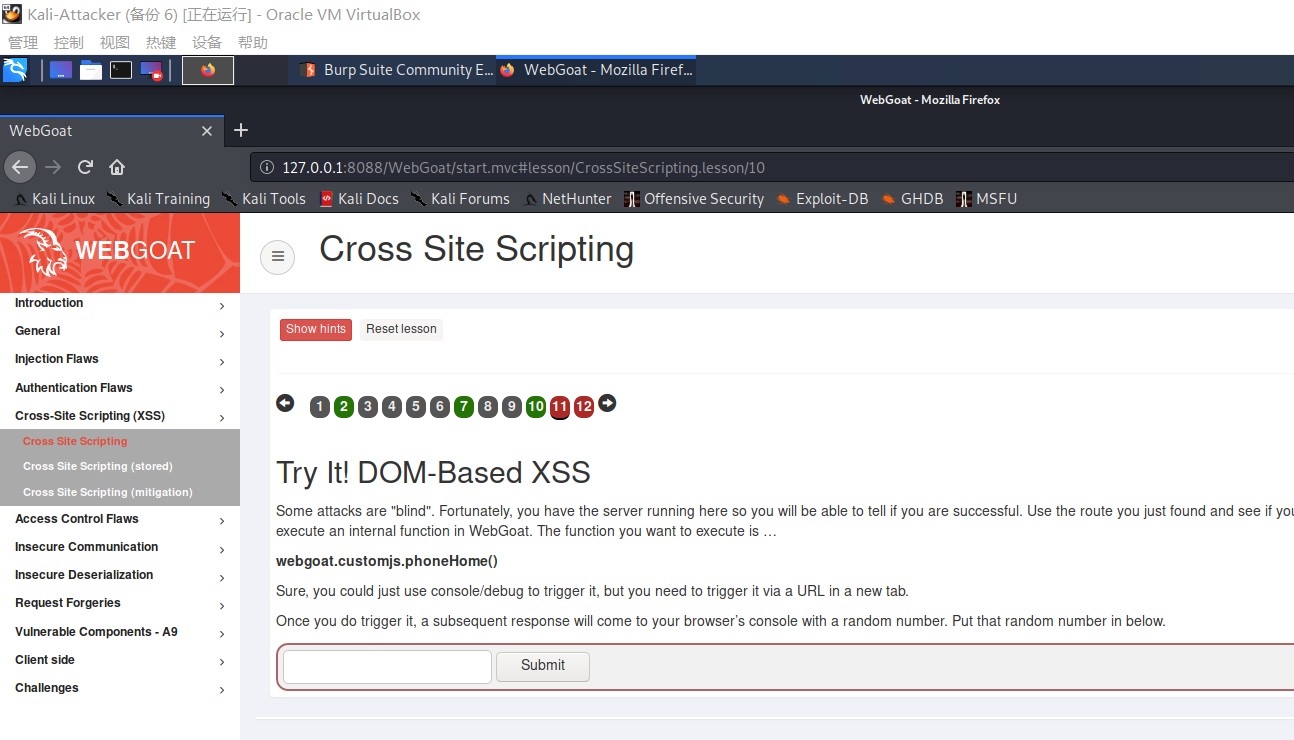 Kali-Attacker (备份 6) [正在运行] - Oracle VM VirtualBox
管理 控制 视图 热键 设备 帮助
Burp Suite Community E... WebGoat - Mozilla Firef...
WebGoat - Mozilla Firefox
WebGoat
127.0.0.1:8088/WebGoat/start.mvc#lesson/CrossSiteScripting.lesson/10
Kali Linux Kali Training Kali Tools Kali Docs Kali Forums NetHunter Offensive Security Exploit-DB GHDB MSFU
WEBGOAT
Cross Site Scripting
Introduction
General
Injection Flaws
Authentication Flaws
Cross-Site Scripting (XSS)
Cross Site Scripting
Cross Site Scripting (stored)
Cross Site Scripting (mitigation)
Access Control Flaws
Insecure Communication
Insecure Deserialization
Request Forgeries
Vulnerable Components - A9
Client side
Challenges
Show hints Reset lesson
1 2 3 4 5 6 7 8 9 10 11 12
Try It! DOM-Based XSS
Some attacks are "blind". Fortunately, you have the server running here so you will be able to tell if you are successful. Use the route you just found and see if you
execute an internal function in WebGoat. The function you want to execute is …
webgoat.customjs.phoneHome()
Sure, you could just use console/debug to trigger it, but you need to trigger it via a URL in a new tab.
Once you do trigger it, a subsequent response will come to your browser’s console with a random number. Put that random number in below.
Submit